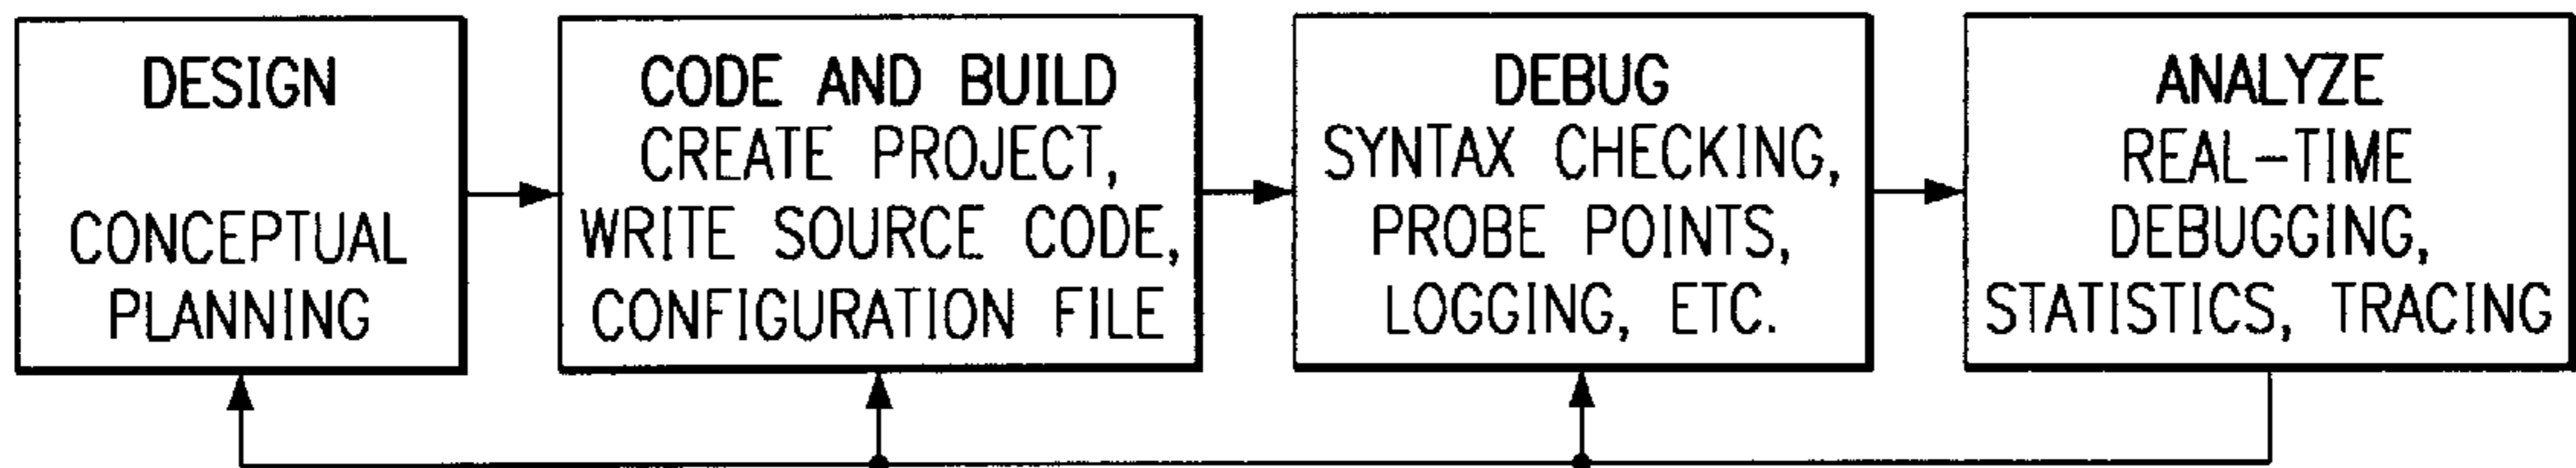 DESIGN
CONCEPTUAL
PLANNING
CODE AND BUILD
CREATE PROJECT,
WRITE SOURCE CODE,
CONFIGURATION FILE
DEBUG
SYNTAX CHECKING,
PROBE POINTS,
LOGGING, ETC.
ANALYZE
REAL-TIME
DEBUGGING,
STATISTICS, TRACING